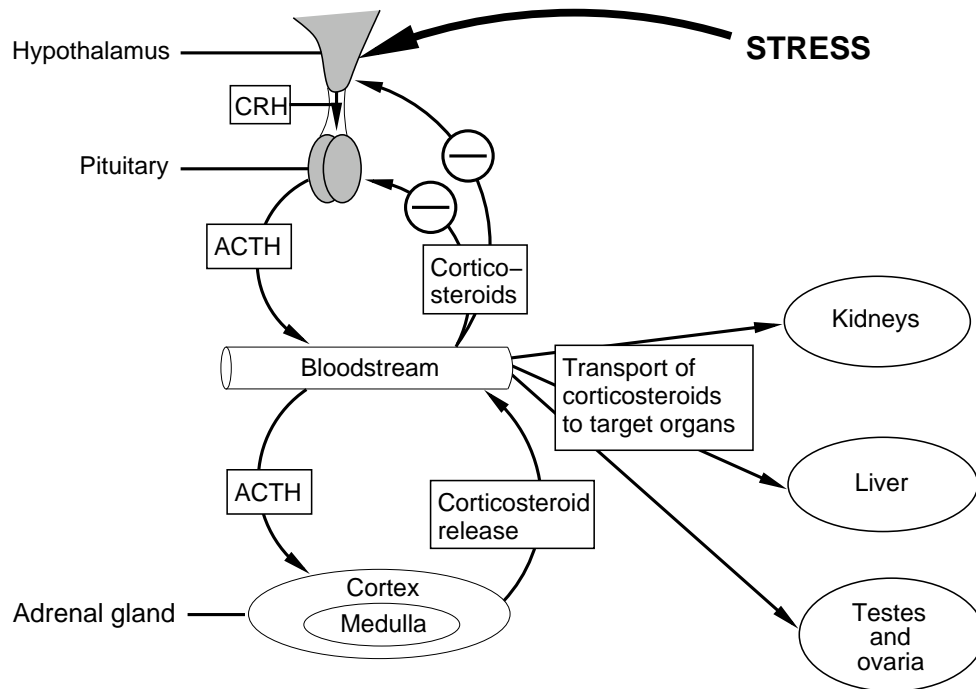 Hypothalamus
STRESS
CRH
Pituitary
ACTH
Cortico–
steroids
Kidneys
Bloodstream
Transport of
corticosteroids
to target organs
ACTH
Corticosteroid
release
Liver
Cortex
Medulla
Adrenal gland
Testes
and
ovaria